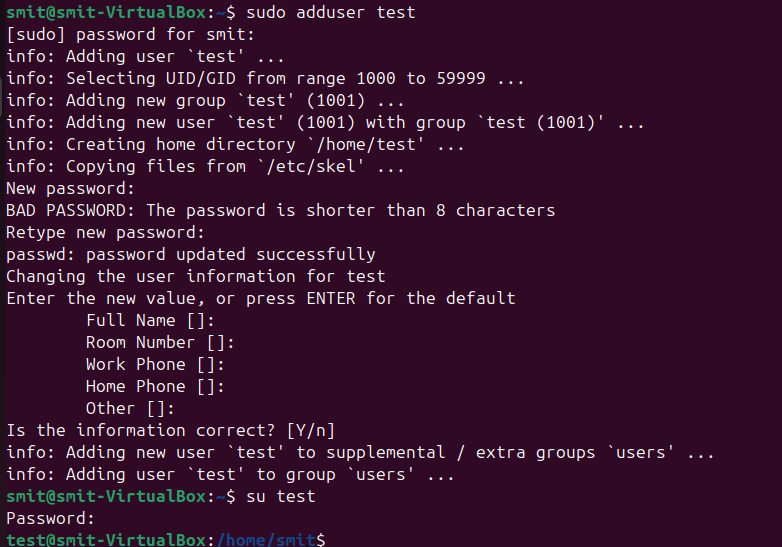 smit@smit-VirtualBox:~$ sudo adduser test
[sudo] password for smit:
info: Adding user `test' ...
info: Selecting UID/GID from range 1000 to 59999 ...
info: Adding new group `test' (1001) ...
info: Adding new user `test' (1001) with group `test (1001)' ...
info: Creating home directory `/home/test' ...
info: Copying files from `/etc/skel' ...
New password:
BAD PASSWORD: The password is shorter than 8 characters
Retype new password:
passwd: password updated successfully
Changing the user information for test
Enter the new value, or press ENTER for the default
        Full Name []:
        Room Number []:
        Work Phone []:
        Home Phone []:
        Other []:
Is the information correct? [Y/n]
info: Adding new user `test' to supplemental / extra groups `users' ...
info: Adding user `test' to group `users' ...
smit@smit-VirtualBox:~$ su test
Password:
test@smit-VirtualBox:/home/smit$